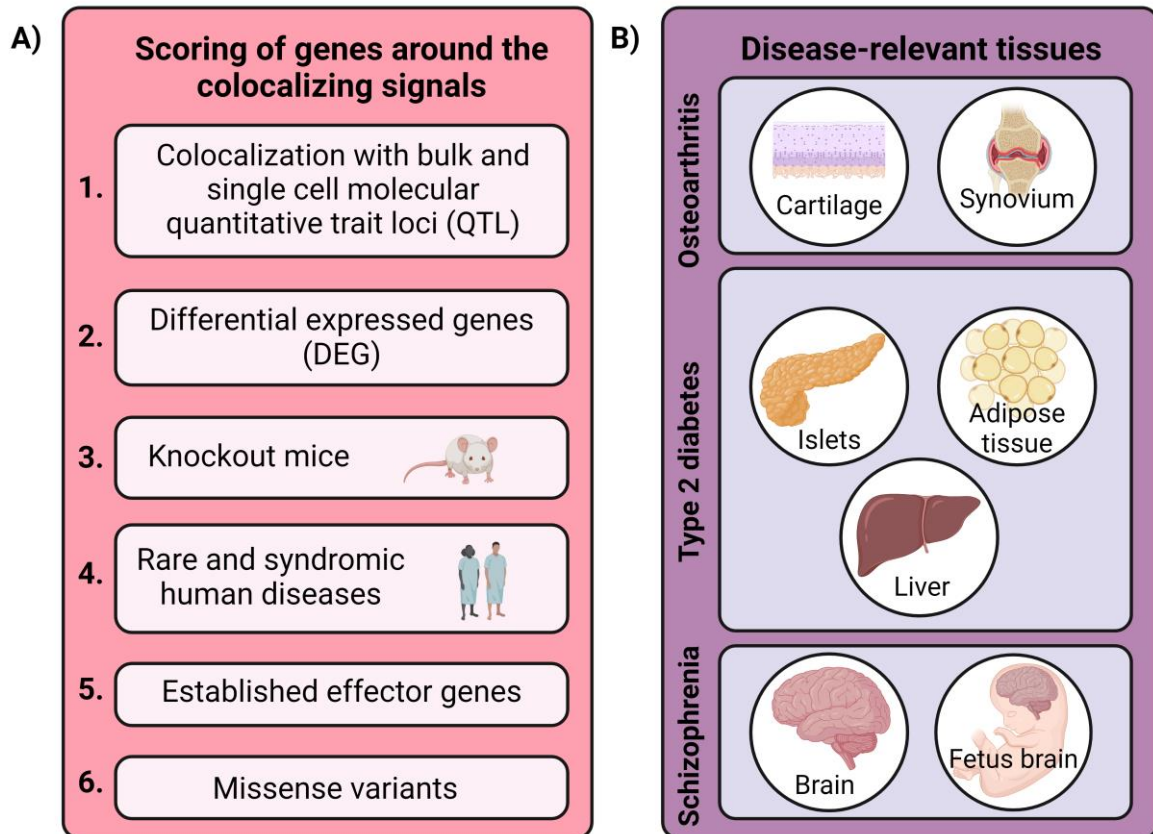 A)
Scoring of genes around the
colocalizing signals
1.
Colocalization with bulk and
single cell molecular
quantitative trait loci (QTL)
2.
Differential expressed genes
(DEG)
3.
Knockout mice
4.
Rare and syndromic
human diseases
5.
Established effector genes
6.
Missense variants
B)
Disease-relevant tissues
Osteoarthritis
Cartilage
Synovium
Type 2 diabetes
Islets
Adipose
tissue
Liver
Schizophrenia
Brain
Fetus brain